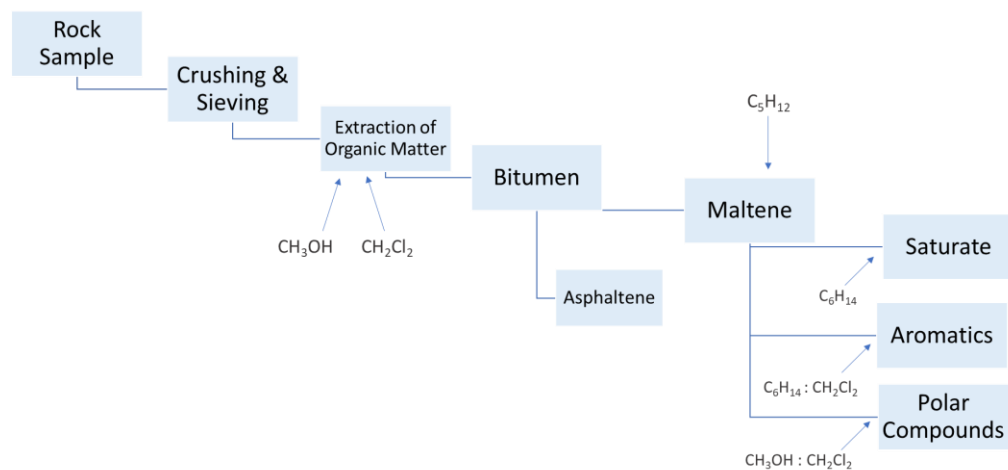 Rock
Sample
Crushing &
Sieving
Extraction of
Organic Matter
CH₃OH
CH₂Cl₂
Bitumen
Asphaltene
C₅H₁₂
Maltene
Saturate
C₆H₁₄
Aromatics
C₆H₁₄ : CH₂Cl₂
Polar
Compounds
CH₃OH : CH₂Cl₂